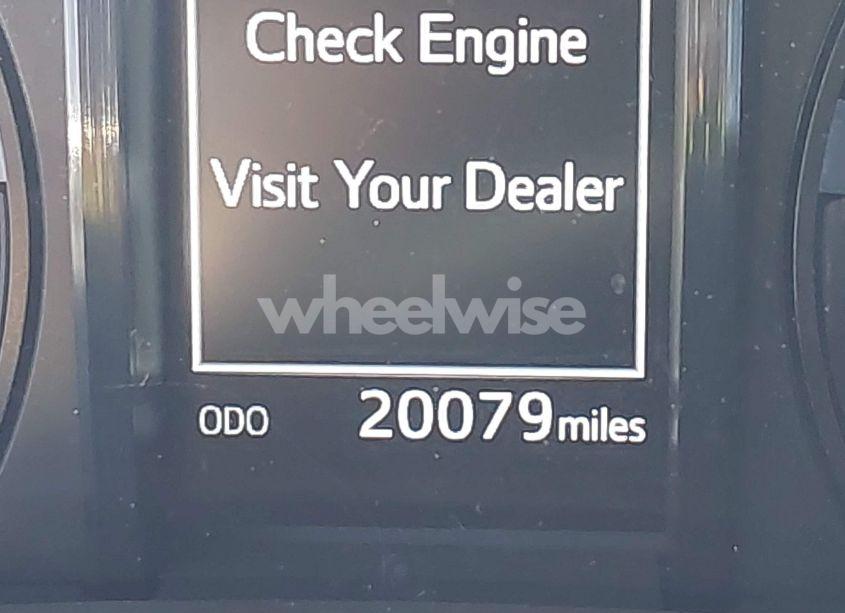 Check Engine
Visit Your Dealer
wheelwise
ODO 20079 miles